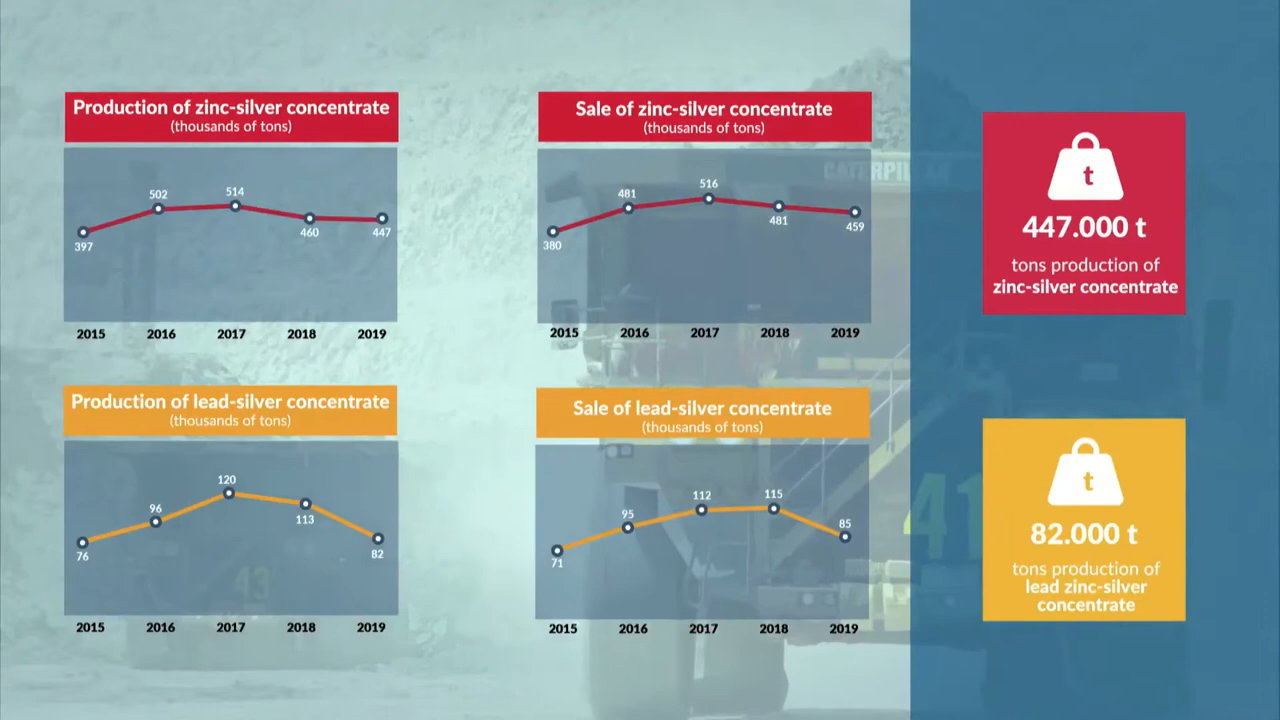 Production of zinc-silver concentrate
(thousands of tons)
397
502
514
460
447
2015 2016 2017 2018 2019
Sale of zinc-silver concentrate
(thousands of tons)
380
481
516
481
459
2015 2016 2017 2018 2019
Production of lead-silver concentrate
(thousands of tons)
76
96
120
113
82
2015 2016 2017 2018 2019
Sale of lead-silver concentrate
(thousands of tons)
71
95
112
115
85
2015 2016 2017 2018 2019
t
447.000 t
tons production of
zinc-silver concentrate
t
82.000 t
tons production of
lead zinc-silver
concentrate
CATERPILLAR
41
43